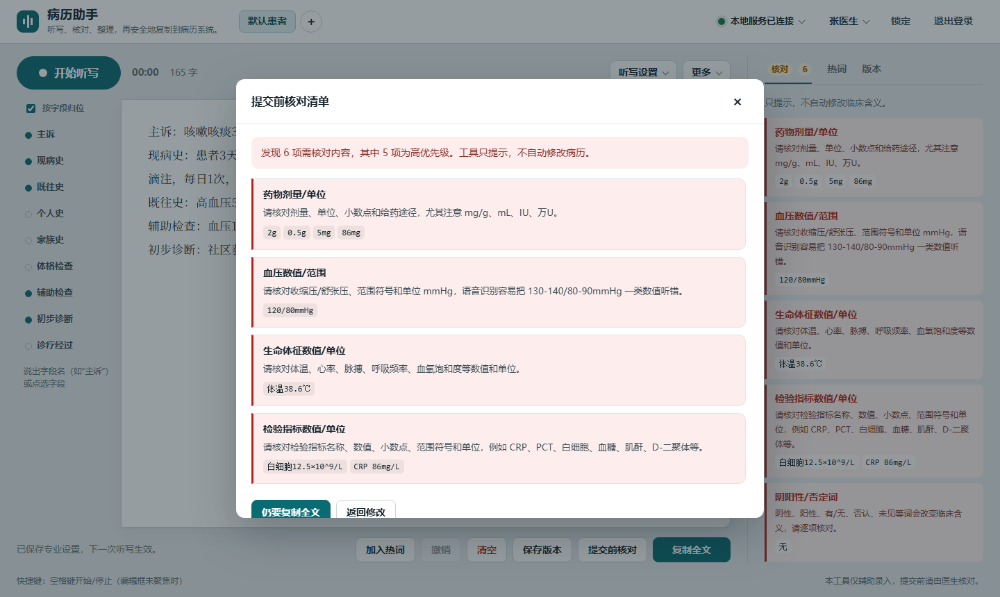 病历助手
听写、核对、整理，再安全地复制到病历系统。
默认患者
+
本地服务已连接
张医生
锁定
退出登录
开始听写
00:00
165 字
听写设置
更多
核对
6
热词
版本
按字段归位
主诉
现病史
既往史
个人史
家族史
体格检查
辅助检查
初步诊断
诊疗经过
说出字段名（如“主诉”）
或点选字段
主诉：咳嗽咳痰
现病史：患者3天
滴注，每日1次，
既往史：高血压
辅助检查：血压1
初步诊断：社区
提交前核对清单
×
发现 6 项需核对内容，其中 5 项为高优先级。工具只提示，不自动修改病历。
药物剂量/单位
请核对剂量、单位、小数点和给药途径，尤其注意 mg/g、mL、IU、万U。
2g 0.5g 5mg 86mg
血压数值/范围
请核对收缩压/舒张压、范围符号和单位 mmHg，语音识别容易把 130-140/80-90mmHg 一类数值听错。
120/80mmHg
生命体征数值/单位
请核对体温、心率、脉搏、呼吸频率、血氧饱和度等数值和单位。
体温38.6℃
检验指标数值/单位
请核对检验指标名称、数值、小数点、范围符号和单位，例如 CRP、PCT、白细胞、血糖、肌酐、D-二聚体等。
白细胞12.5×10^9/L CRP 86mg/L
仍要复制全文
返回修改
只提示，不自动修改临床含义。
药物剂量/单位
请核对剂量、单位、小数点和给药途径，尤其注意
mg/g、mL、IU、万U。
2g 0.5g 5mg 86mg
血压数值/范围
请核对收缩压/舒张压、范围符号和单位 mmHg，语
音识别容易把 130-140/80-90mmHg 一类数值听
错。
120/80mmHg
生命体征数值/单位
请核对体温、心率、脉搏、呼吸频率、血氧饱和度等数
值和单位。
体温38.6℃
检验指标数值/单位
请核对检验指标名称、数值、小数点、范围符号和单
位，例如 CRP、PCT、白细胞、血糖、肌酐、D-二聚
体等。
白细胞12.5×10^9/L CRP 86mg/L
阴阳性/否定词
阴性、阳性、有/无、否认、未见等词会改变临床含
义，请逐项核对。
无
已保存专业设置，下一次听写生效。
加入热词
撤销
清空
保存版本
提交前核对
复制全文
快捷键：空格键开始/停止（编辑框未聚焦时）
本工具仅辅助录入，提交前请由医生核对。